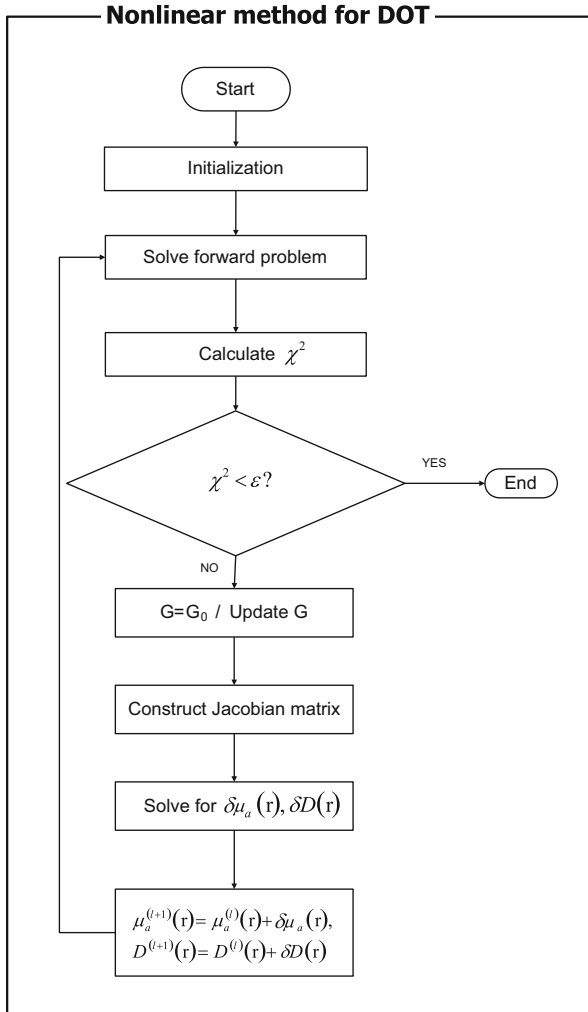 Nonlinear method for DOT
Start
Initialization
Solve forward problem
Calculate χ²
χ² < ε?
YES
End
NO
G=G₀ / Update G
Construct Jacobian matrix
Solve for δμₐ(r), δD(r)
μₐ⁽ˡ⁺¹⁾(r)= μₐ⁽ˡ⁾(r)+ δμₐ(r),
D⁽ˡ⁺¹⁾(r)= D⁽ˡ⁾(r)+ δD(r)